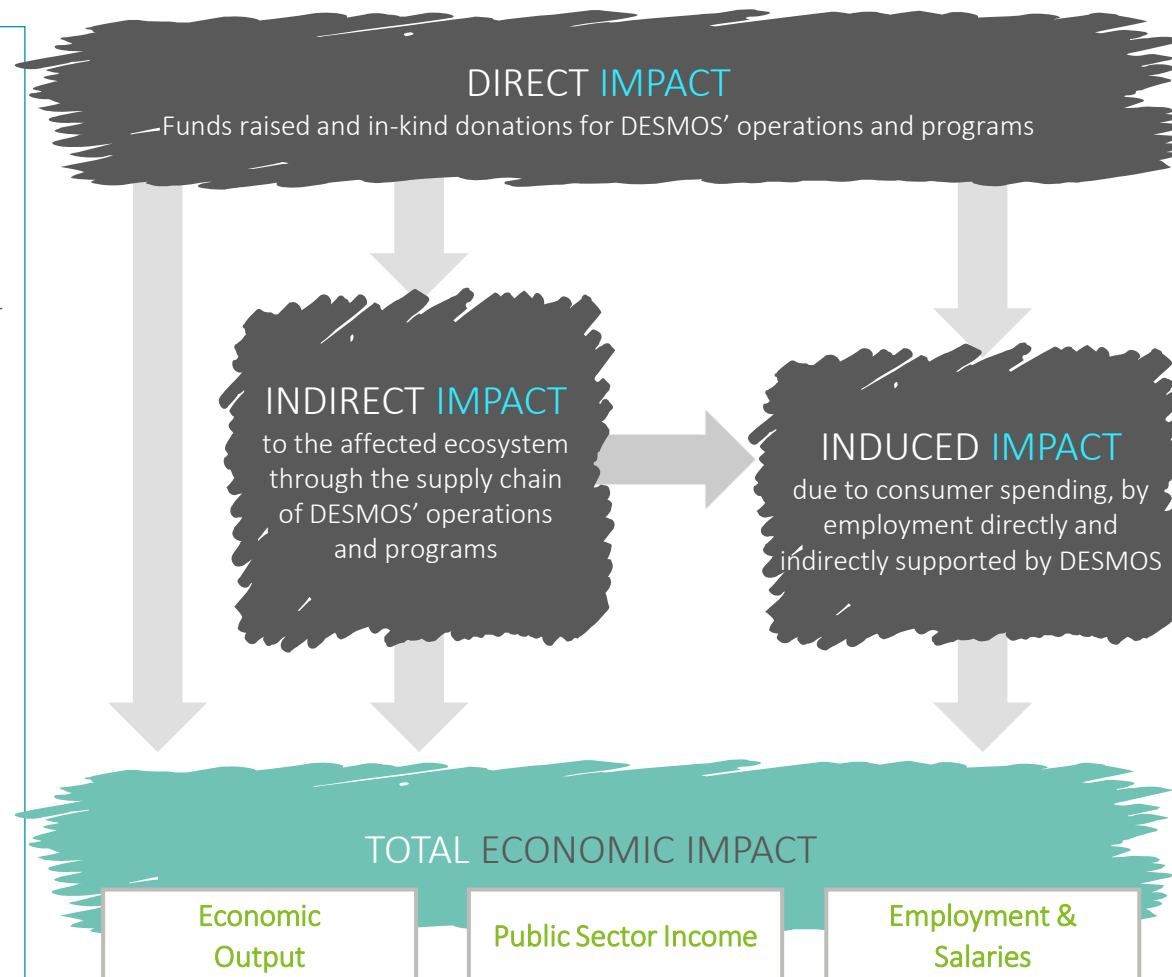 DIRECT IMPACT
Funds raised and in-kind donations for DESMOS’ operations and programs
INDIRECT IMPACT
to the affected ecosystem
through the supply chain
of DESMOS’ operations
and programs
INDUCED IMPACT
due to consumer spending, by
employment directly and
indirectly supported by DESMOS
TOTAL ECONOMIC IMPACT
Economic
Output
Public Sector Income
Employment &
Salaries